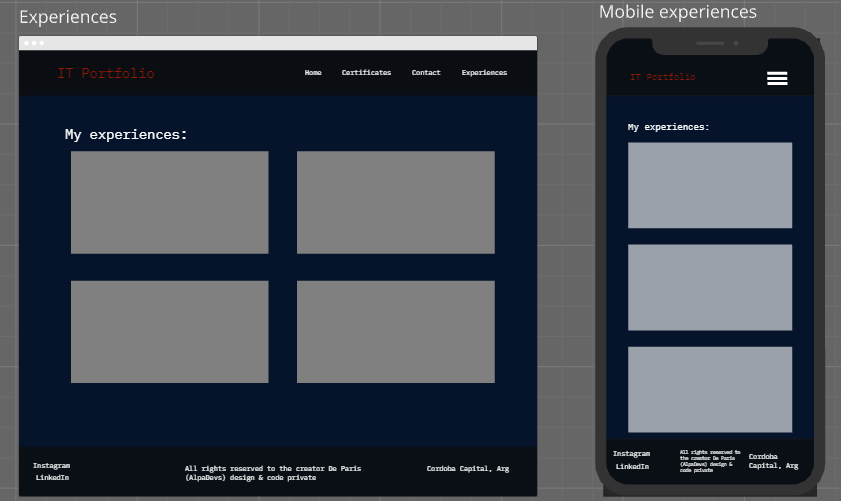 Experiences
IT Portfolio
Home Certificates Contact Experiences
My experiences:
Instagram
LinkedIn
All rights reserved to the creator De Paris
(AlpaDevs) design & code private
Cordoba Capital, Arg
Mobile experiences
IT Portfolio
My experiences:
Instagram
LinkedIn
All rights reserved to
the creator De Paris
(AlpaDevs) design &
code private
Cordoba
Capital, Arg